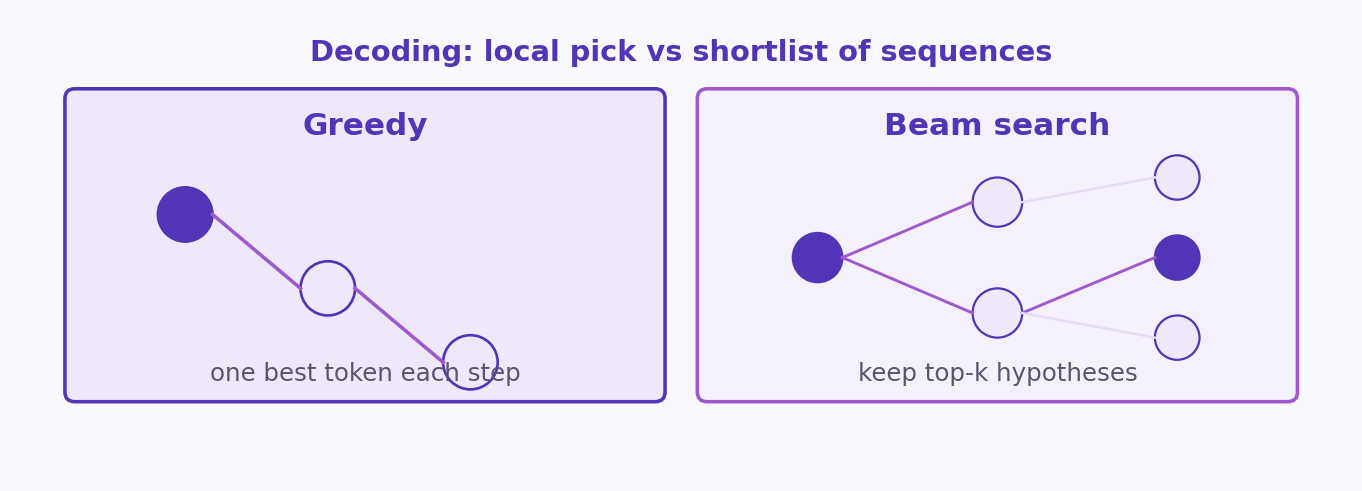 Decoding: local pick vs shortlist of sequences
Greedy
one best token each step
Beam search
keep top-k hypotheses